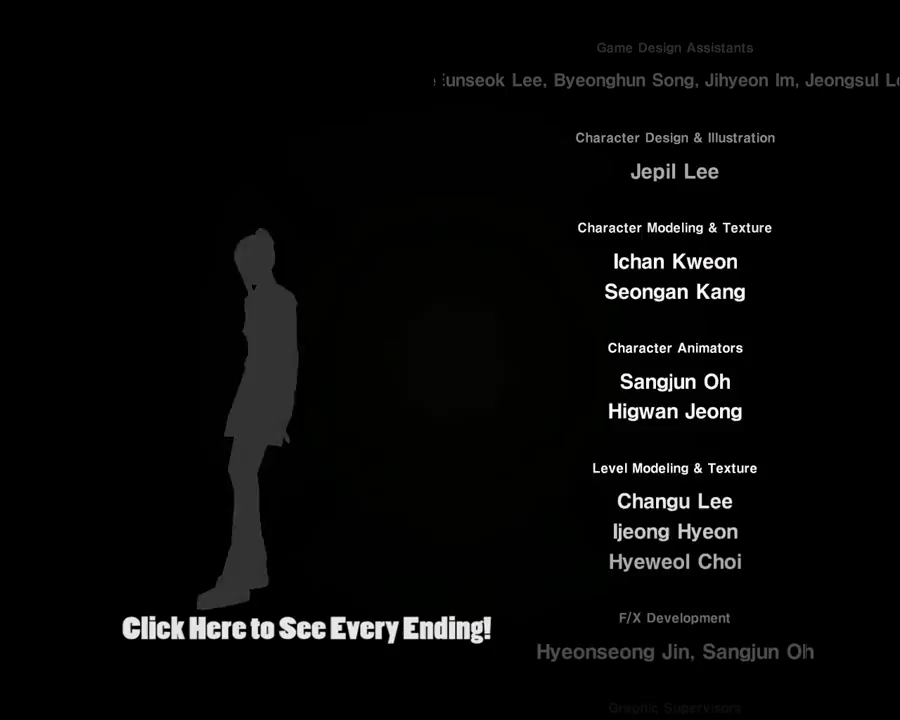 Game Design Assistants
Lee, Byeonghun Song, Jihyeon Im, Jeongsul
Character Design & Illustration
Jepil Lee
Character Modeling & Texture
Ichan Kweon
Seongan Kang
Character Animators
Sangjun Oh
Higwan Jeong
Level Modeling & Texture
Changu Lee
Ijeong Hyeon
Hyeweol Choi
F/X Development
Click Here to See Every Ending!
Hyeonseong Jin, Sangjun Oh
Graphic Supervisors